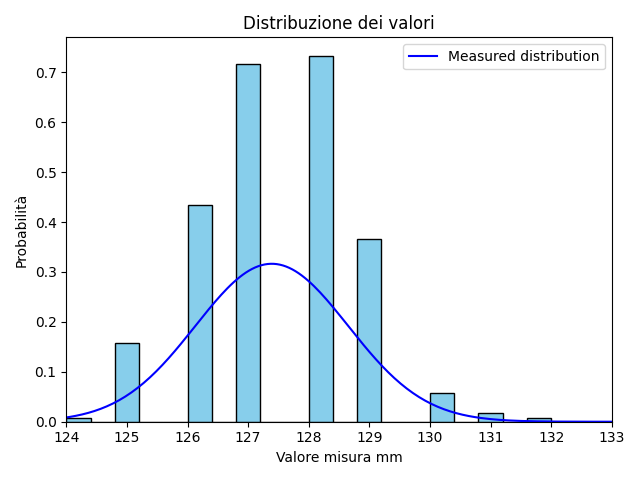 Distribuzione dei valori
Measured distribution
Probabilità
0.7
0.6
0.5
0.4
0.3
0.2
0.1
0.0
124 125 126 127 128 129 130 131 132 133
Valore misura mm